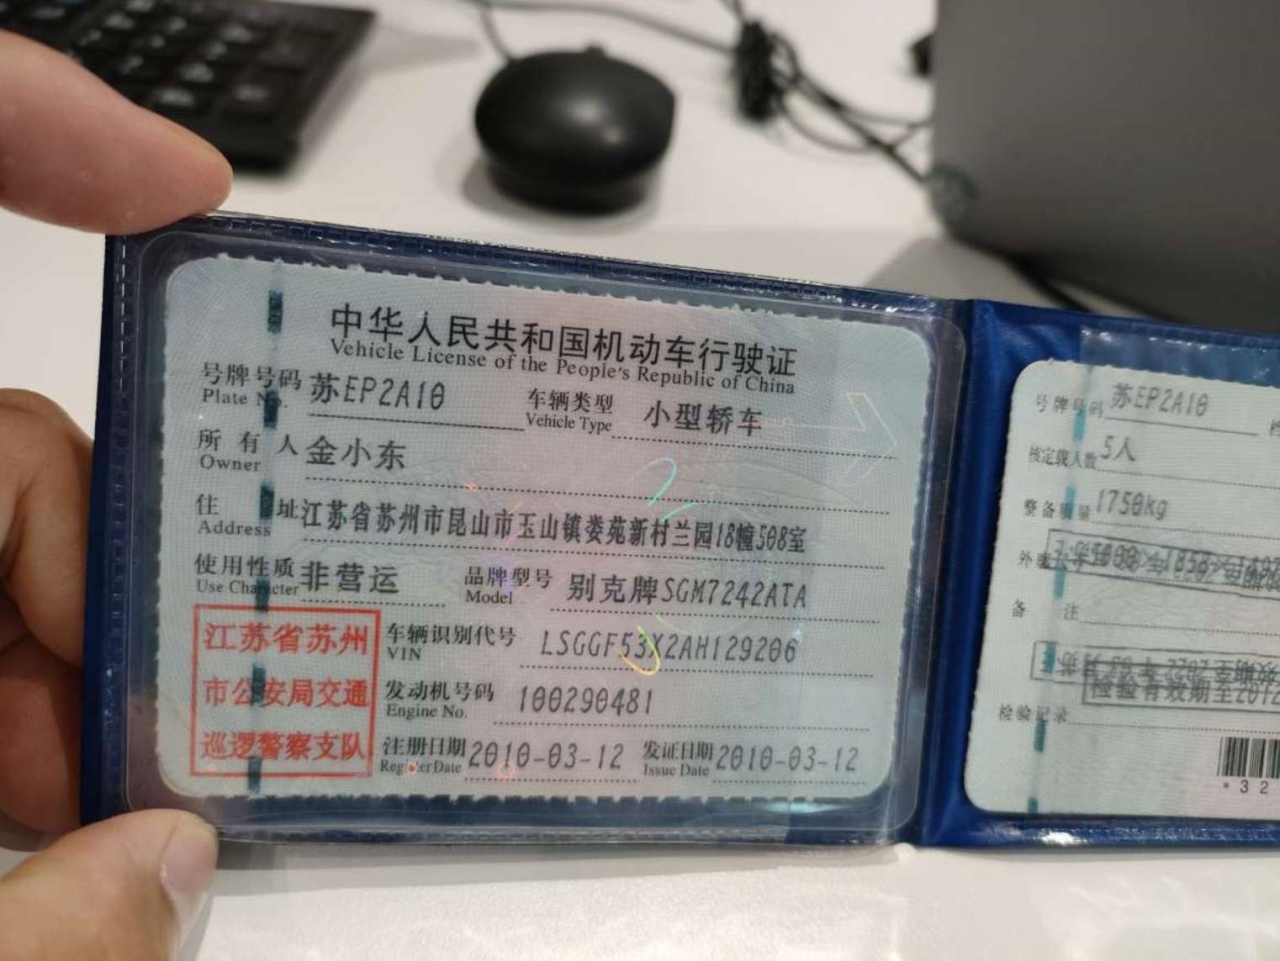 中华人民共和国机动车行驶证
Vehicle License of the People's Republic of China
号牌号码 苏EP2A10 车辆类型 小型轿车
Plate No. Vehicle Type
所有人 金小东
Owner
住址 江苏省苏州市昆山市玉山镇娄苑新村兰园18幢508室
Address
使用性质 非营运 品牌型号 别克牌SGM7242ATA
Use Character Model
江苏省苏州
市公安局交通
巡逻警察支队
车辆识别代号 LSGGF53X2AH129206
VIN
发动机号码 100290481
Engine No.
注册日期 2010-03-12 发证日期 2010-03-12
Register Date Issue Date
号牌号码 苏EP2A10
核定载人数 5人
整备质量 1750kg
备注
检验有效期至2012
检验记录
*32